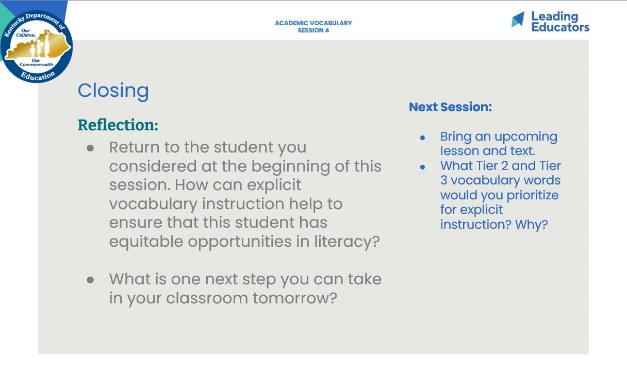 Kentucky Department of
Education
Our
Children,
Our
Commonwealth
ACADEMIC VOCABULARY
SESSION 4
Leading
Educators
Closing
Reflection:
● Return to the student you
considered at the beginning of this
session. How can explicit
vocabulary instruction help to
ensure that this student has
equitable opportunities in literacy?
● What is one next step you can take
in your classroom tomorrow?
Next Session:
● Bring an upcoming
lesson and text.
● What Tier 2 and Tier
3 vocabulary words
would you prioritize
for explicit
instruction? Why?